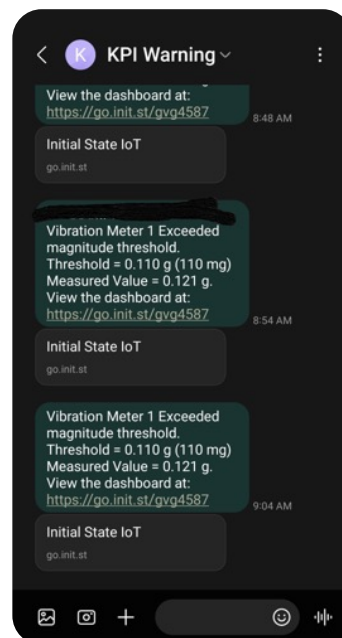 K
KPI Warning
View the dashboard at:
https://go.init.st/gvg4587
8:48 AM
Initial State IoT
go.init.st
Vibration Meter 1 Exceeded
magnitude threshold.
Threshold = 0.110 g (110 mg)
Measured Value = 0.121 g.
View the dashboard at:
https://go.init.st/gvg4587
8:54 AM
Initial State IoT
go.init.st
Vibration Meter 1 Exceeded
magnitude threshold.
Threshold = 0.110 g (110 mg)
Measured Value = 0.121 g.
View the dashboard at:
https://go.init.st/gvg4587
9:04 AM
Initial State IoT
go.init.st